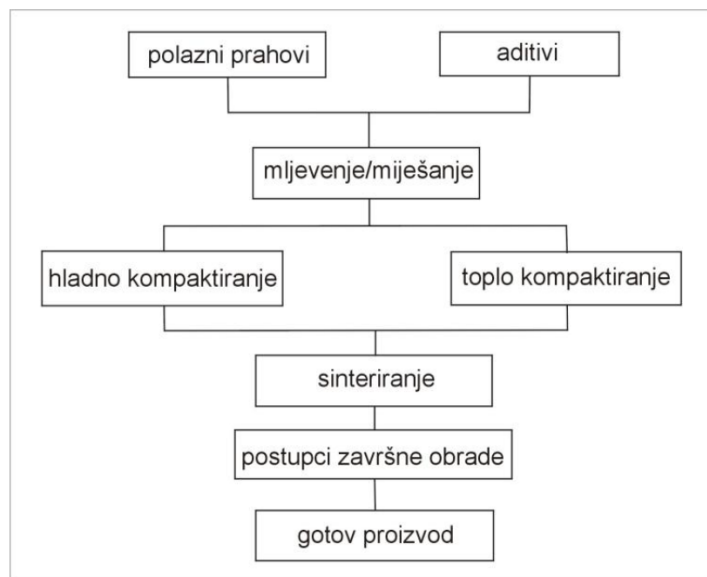 polazni prahovi
aditivi
mljevenje/miješanje
hladno kompaktiranje
toplo kompaktiranje
sinteriranje
postupci završne obrade
gotov proizvod